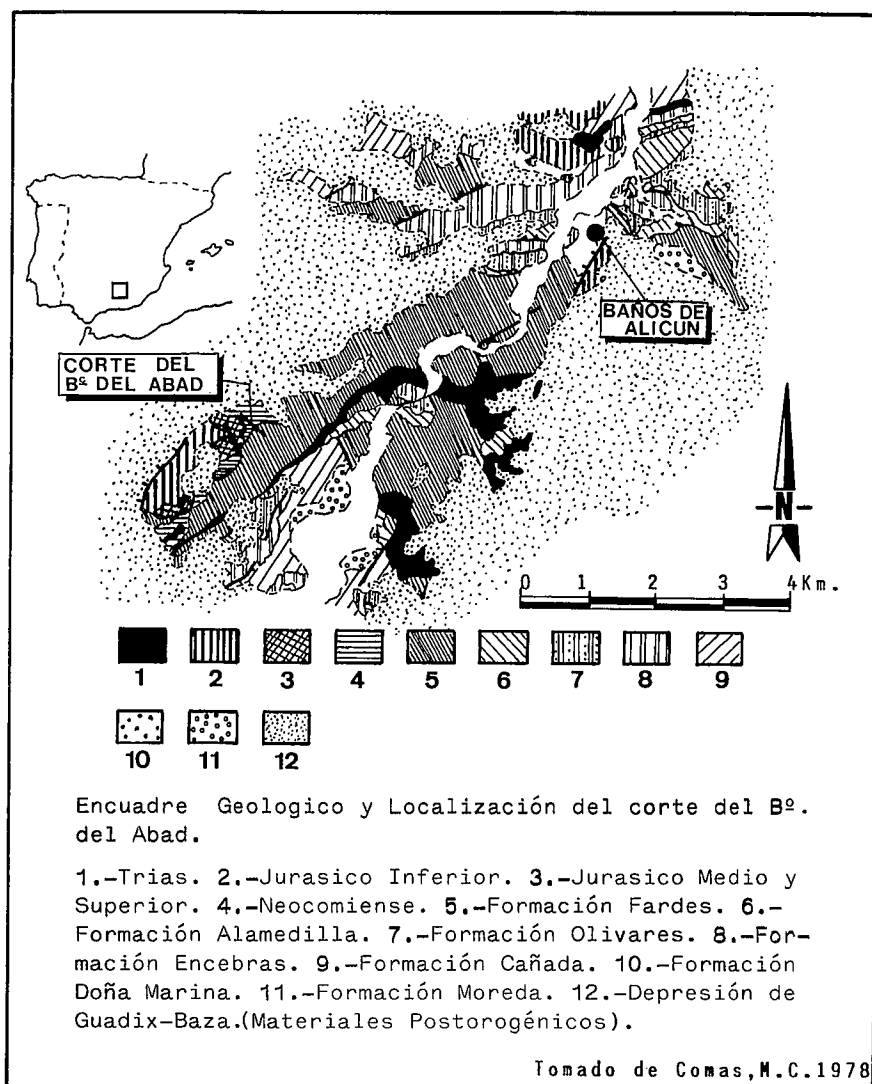 BAÑOS DE
ALICUN
CORTE DEL
Bº DEL ABAD
-N-
0 1 2 3 4Km.
1 2 3 4 5 6 7 8 9
10 11 12
Encuadre Geologico y Localización del corte del Bº.
del Abad.
1.-Trias. 2.-Jurasico Inferior. 3.-Jurasico Medio y
Superior. 4.-Neocomiense. 5.-Formación Fardes. 6.-
Formación Alamedilla. 7.-Formación Olivares. 8.-For-
mación Encebras. 9.-Formación Cañada. 10.-Formación
Doña Marina. 11.-Formación Moreda. 12.-Depresión de
Guadix-Baza.(Materiales Postorogénicos).
Tomado de Comas,M.C.1978